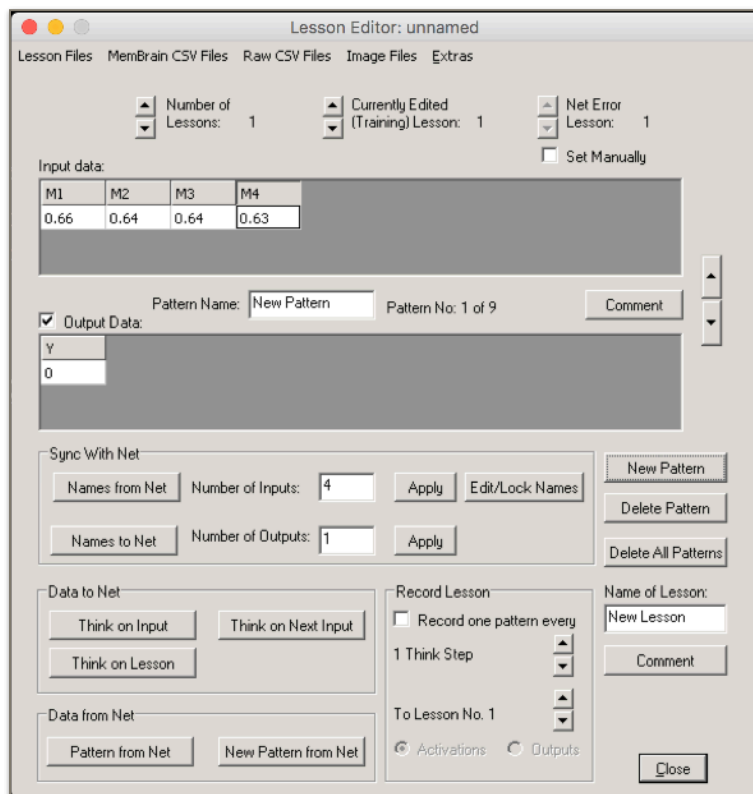 Lesson Editor: unnamed
Lesson Files MemBrain CSV Files Raw CSV Files Image Files Extras
Number of Lessons: 1
Currently Edited (Training) Lesson: 1
Net Error Lesson: 1
Set Manually
Input data:
M1 M2 M3 M4
0.66 0.64 0.64 0.63
Pattern Name: New Pattern Pattern No: 1 of 9 Comment
Output Data:
Y
0
Sync With Net
Names from Net Number of Inputs: 4 Apply Edit/Lock Names
Names to Net Number of Outputs: 1 Apply
New Pattern
Delete Pattern
Delete All Patterns
Data to Net
Think on Input Think on Next Input
Think on Lesson
Record Lesson
Record one pattern every
1 Think Step
To Lesson No. 1
Activations Outputs
Name of Lesson:
New Lesson
Comment
Data from Net
Pattern from Net New Pattern from Net
Close